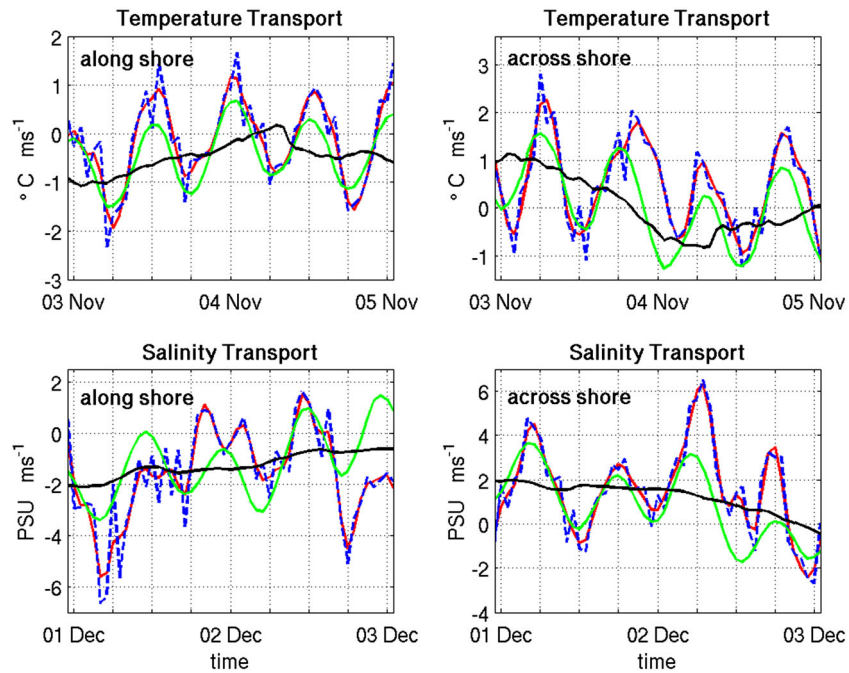 Temperature Transport
along shore
° C ms⁻¹
2
1
0
-1
-2
-3
03 Nov
04 Nov
05 Nov
Temperature Transport
across shore
° C ms⁻¹
3
2
1
0
-1
03 Nov
04 Nov
05 Nov
Salinity Transport
along shore
PSU ms⁻¹
2
0
-2
-4
-6
01 Dec
02 Dec
03 Dec
time
Salinity Transport
across shore
PSU ms⁻¹
6
4
2
0
-2
-4
01 Dec
02 Dec
03 Dec
time